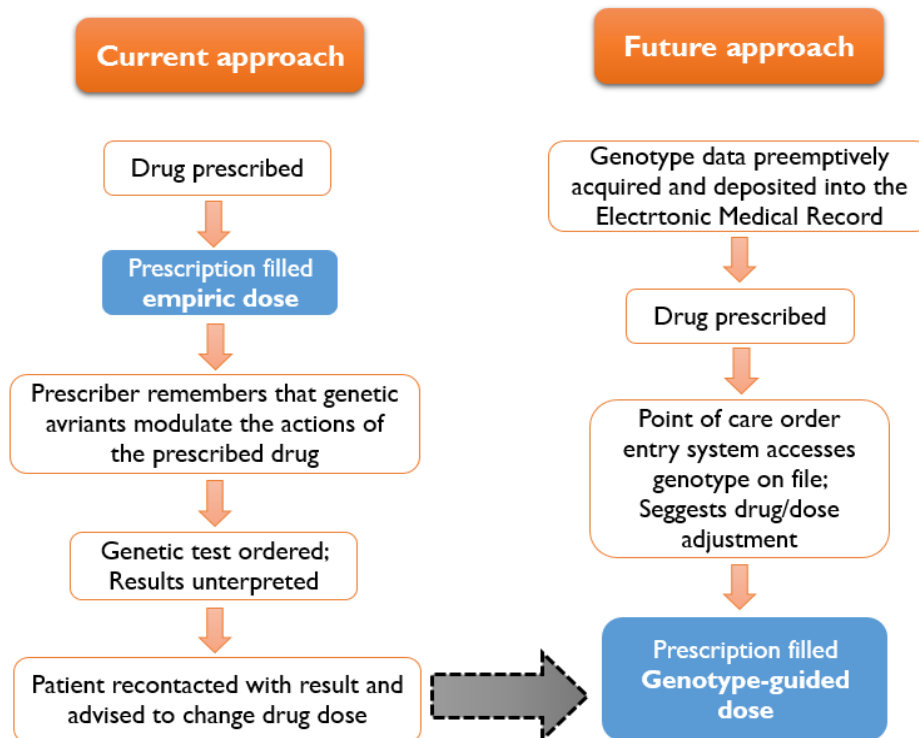 Current approach
Drug prescribed
Prescription filled
empiric dose
Prescriber remembers that genetic
avriants modulate the actions of
the prescribed drug
Genetic test ordered;
Results unterpreted
Patient recontacted with result and
advised to change drug dose
Future approach
Genotype data preemptively
acquired and deposited into the
Electrtonic Medical Record
Drug prescribed
Point of care order
entry system accesses
genotype on file;
Seggests drug/dose
adjustment
Prescription filled
Genotype-guided
dose